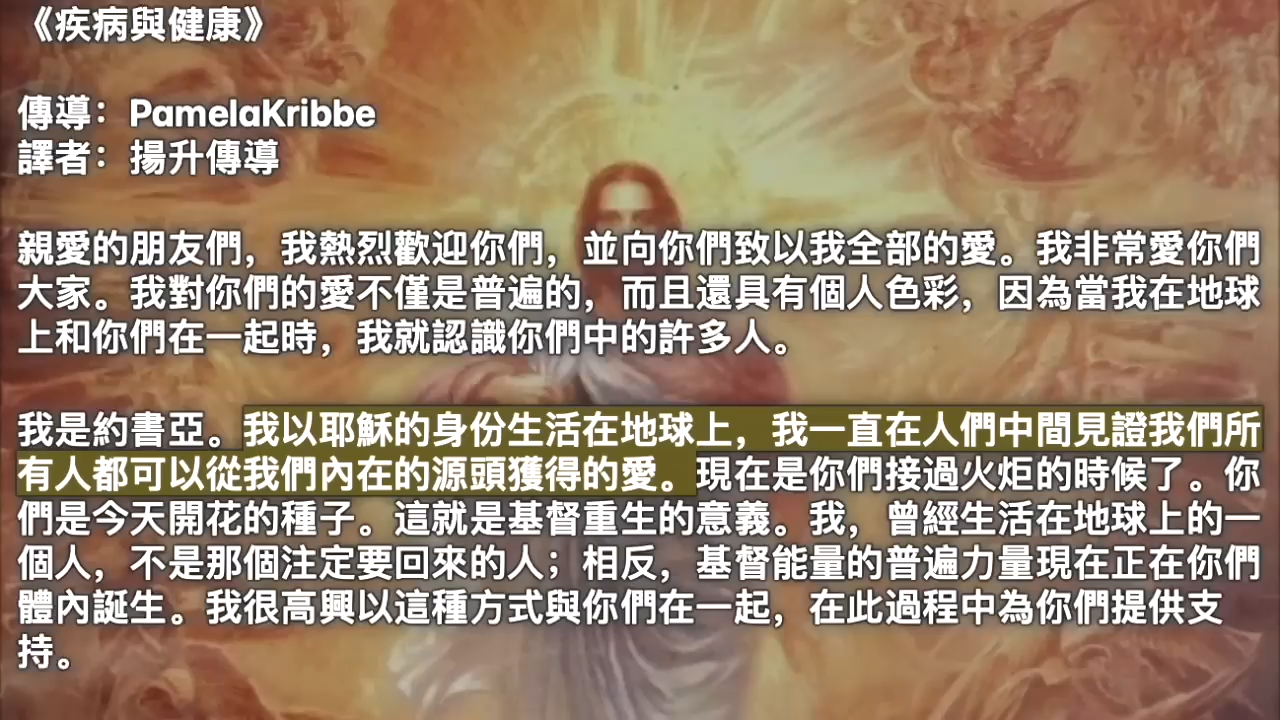 《疾病與健康》
傳導：PamelaKribbe
譯者：揚升傳導
親愛的朋友們，我熱烈歡迎你們，並向你們致以我全部的愛。我非常愛你們
大家。我對你們的愛不僅是普遍的，而且還具有個人色彩，因為當我在地球
上和你們在一起時，我就認識你們中的許多人。
我是約書亞。我以耶穌的身份生活在地球上，我一直在人們中間見證我們所
有人都可以從我們內在的源頭獲得的愛。現在是你們接過火炬的時候了。你
們是今天開花的種子。這就是基督重生的意義。我，曾經生活在地球上的一
個人，不是那個注定要回來的人；相反，基督能量的普遍力量現在正在你們
體內誕生。我很高興以這種方式與你們在一起，在此過程中為你們提供支
持。